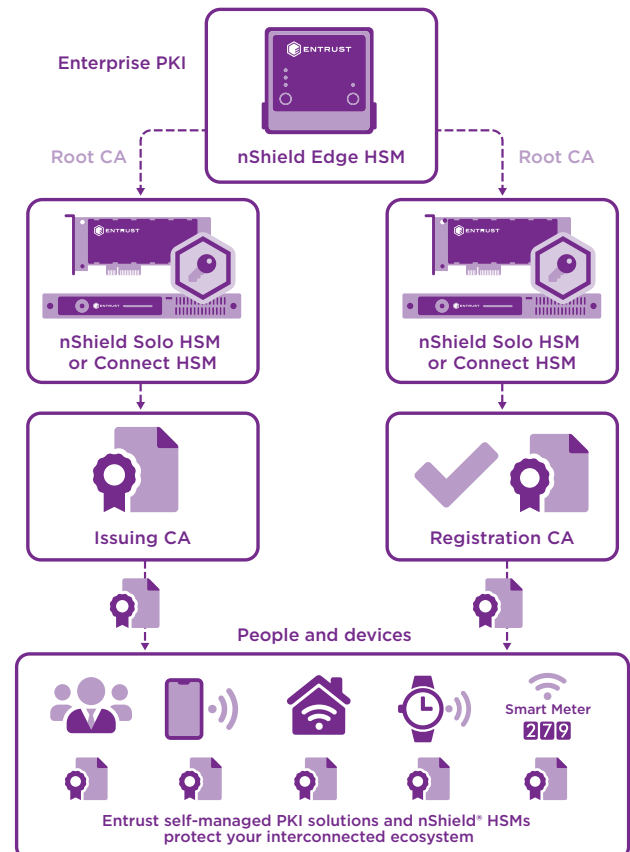 ENTRUST
Enterprise PKI
nShield Edge HSM
Root CA
Root CA
ENTRUST
ENTRUST
nShield Solo HSM
or Connect HSM
ENTRUST
ENTRUST
nShield Solo HSM
or Connect HSM
Issuing CA
Registration CA
People and devices
Smart Meter
279
Entrust self-managed PKI solutions and nShield® HSMs
protect your interconnected ecosystem